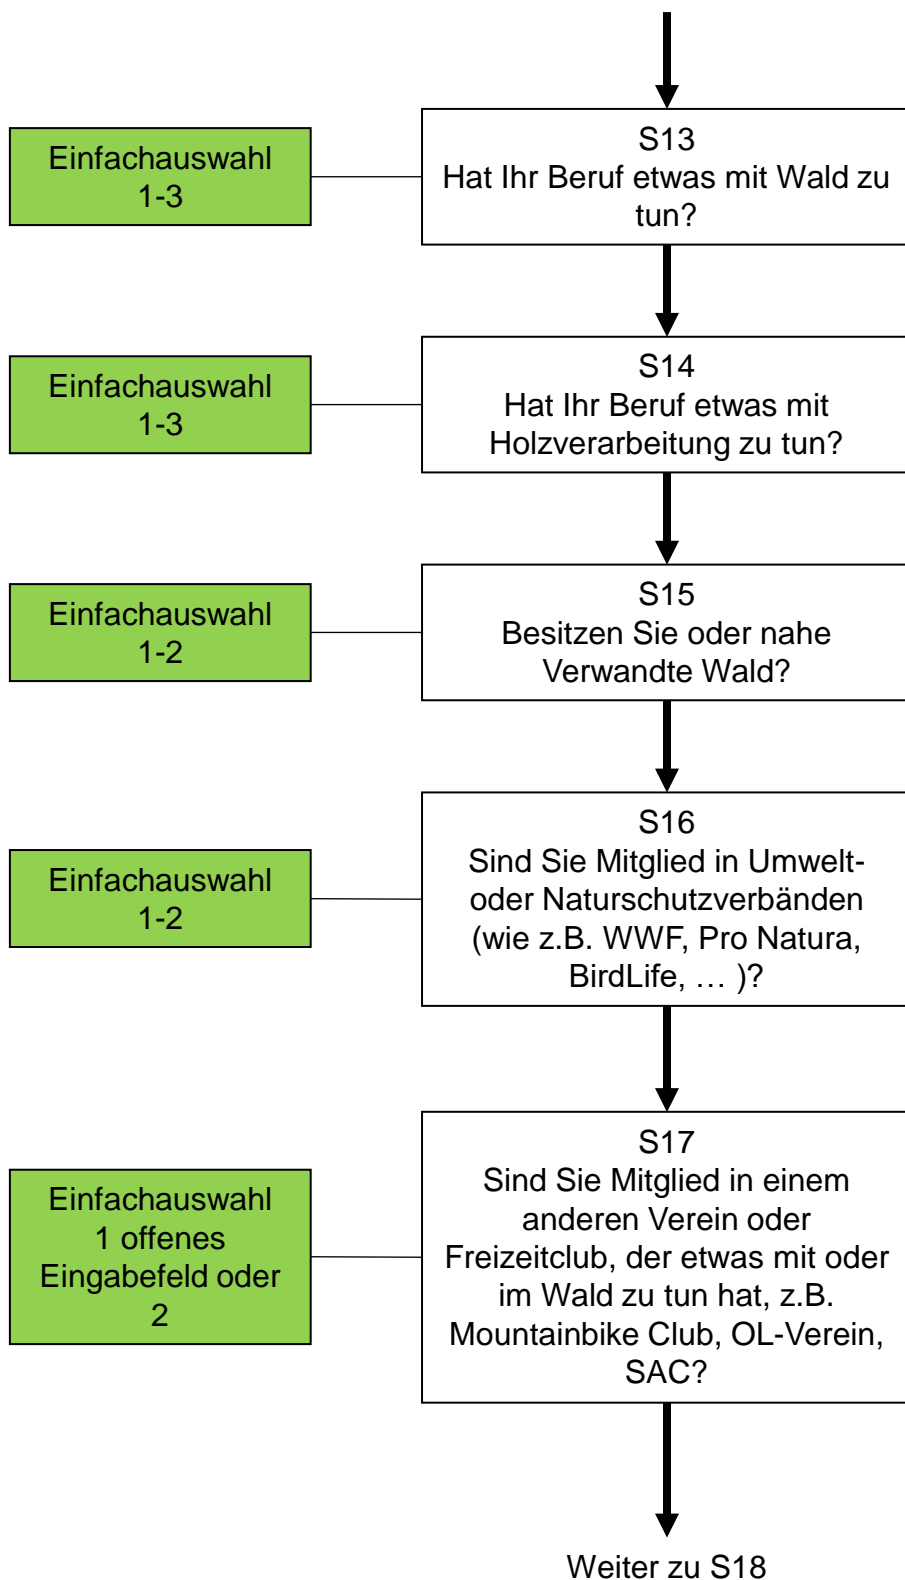 S13
Hat Ihr Beruf etwas mit Wald zu
tun?
Einfachauswahl
1-3
S14
Hat Ihr Beruf etwas mit
Holzverarbeitung zu tun?
Einfachauswahl
1-3
S15
Besitzen Sie oder nahe
Verwandte Wald?
Einfachauswahl
1-2
S16
Sind Sie Mitglied in Umwelt-
oder Naturschutzverbänden
(wie z.B. WWF, Pro Natura,
BirdLife, … )?
Einfachauswahl
1-2
S17
Sind Sie Mitglied in einem
anderen Verein oder
Freizeitclub, der etwas mit oder
im Wald zu tun hat, z.B.
Mountainbike Club, OL-Verein,
SAC?
Einfachauswahl
1 offenes
Eingabefeld oder
2
Weiter zu S18